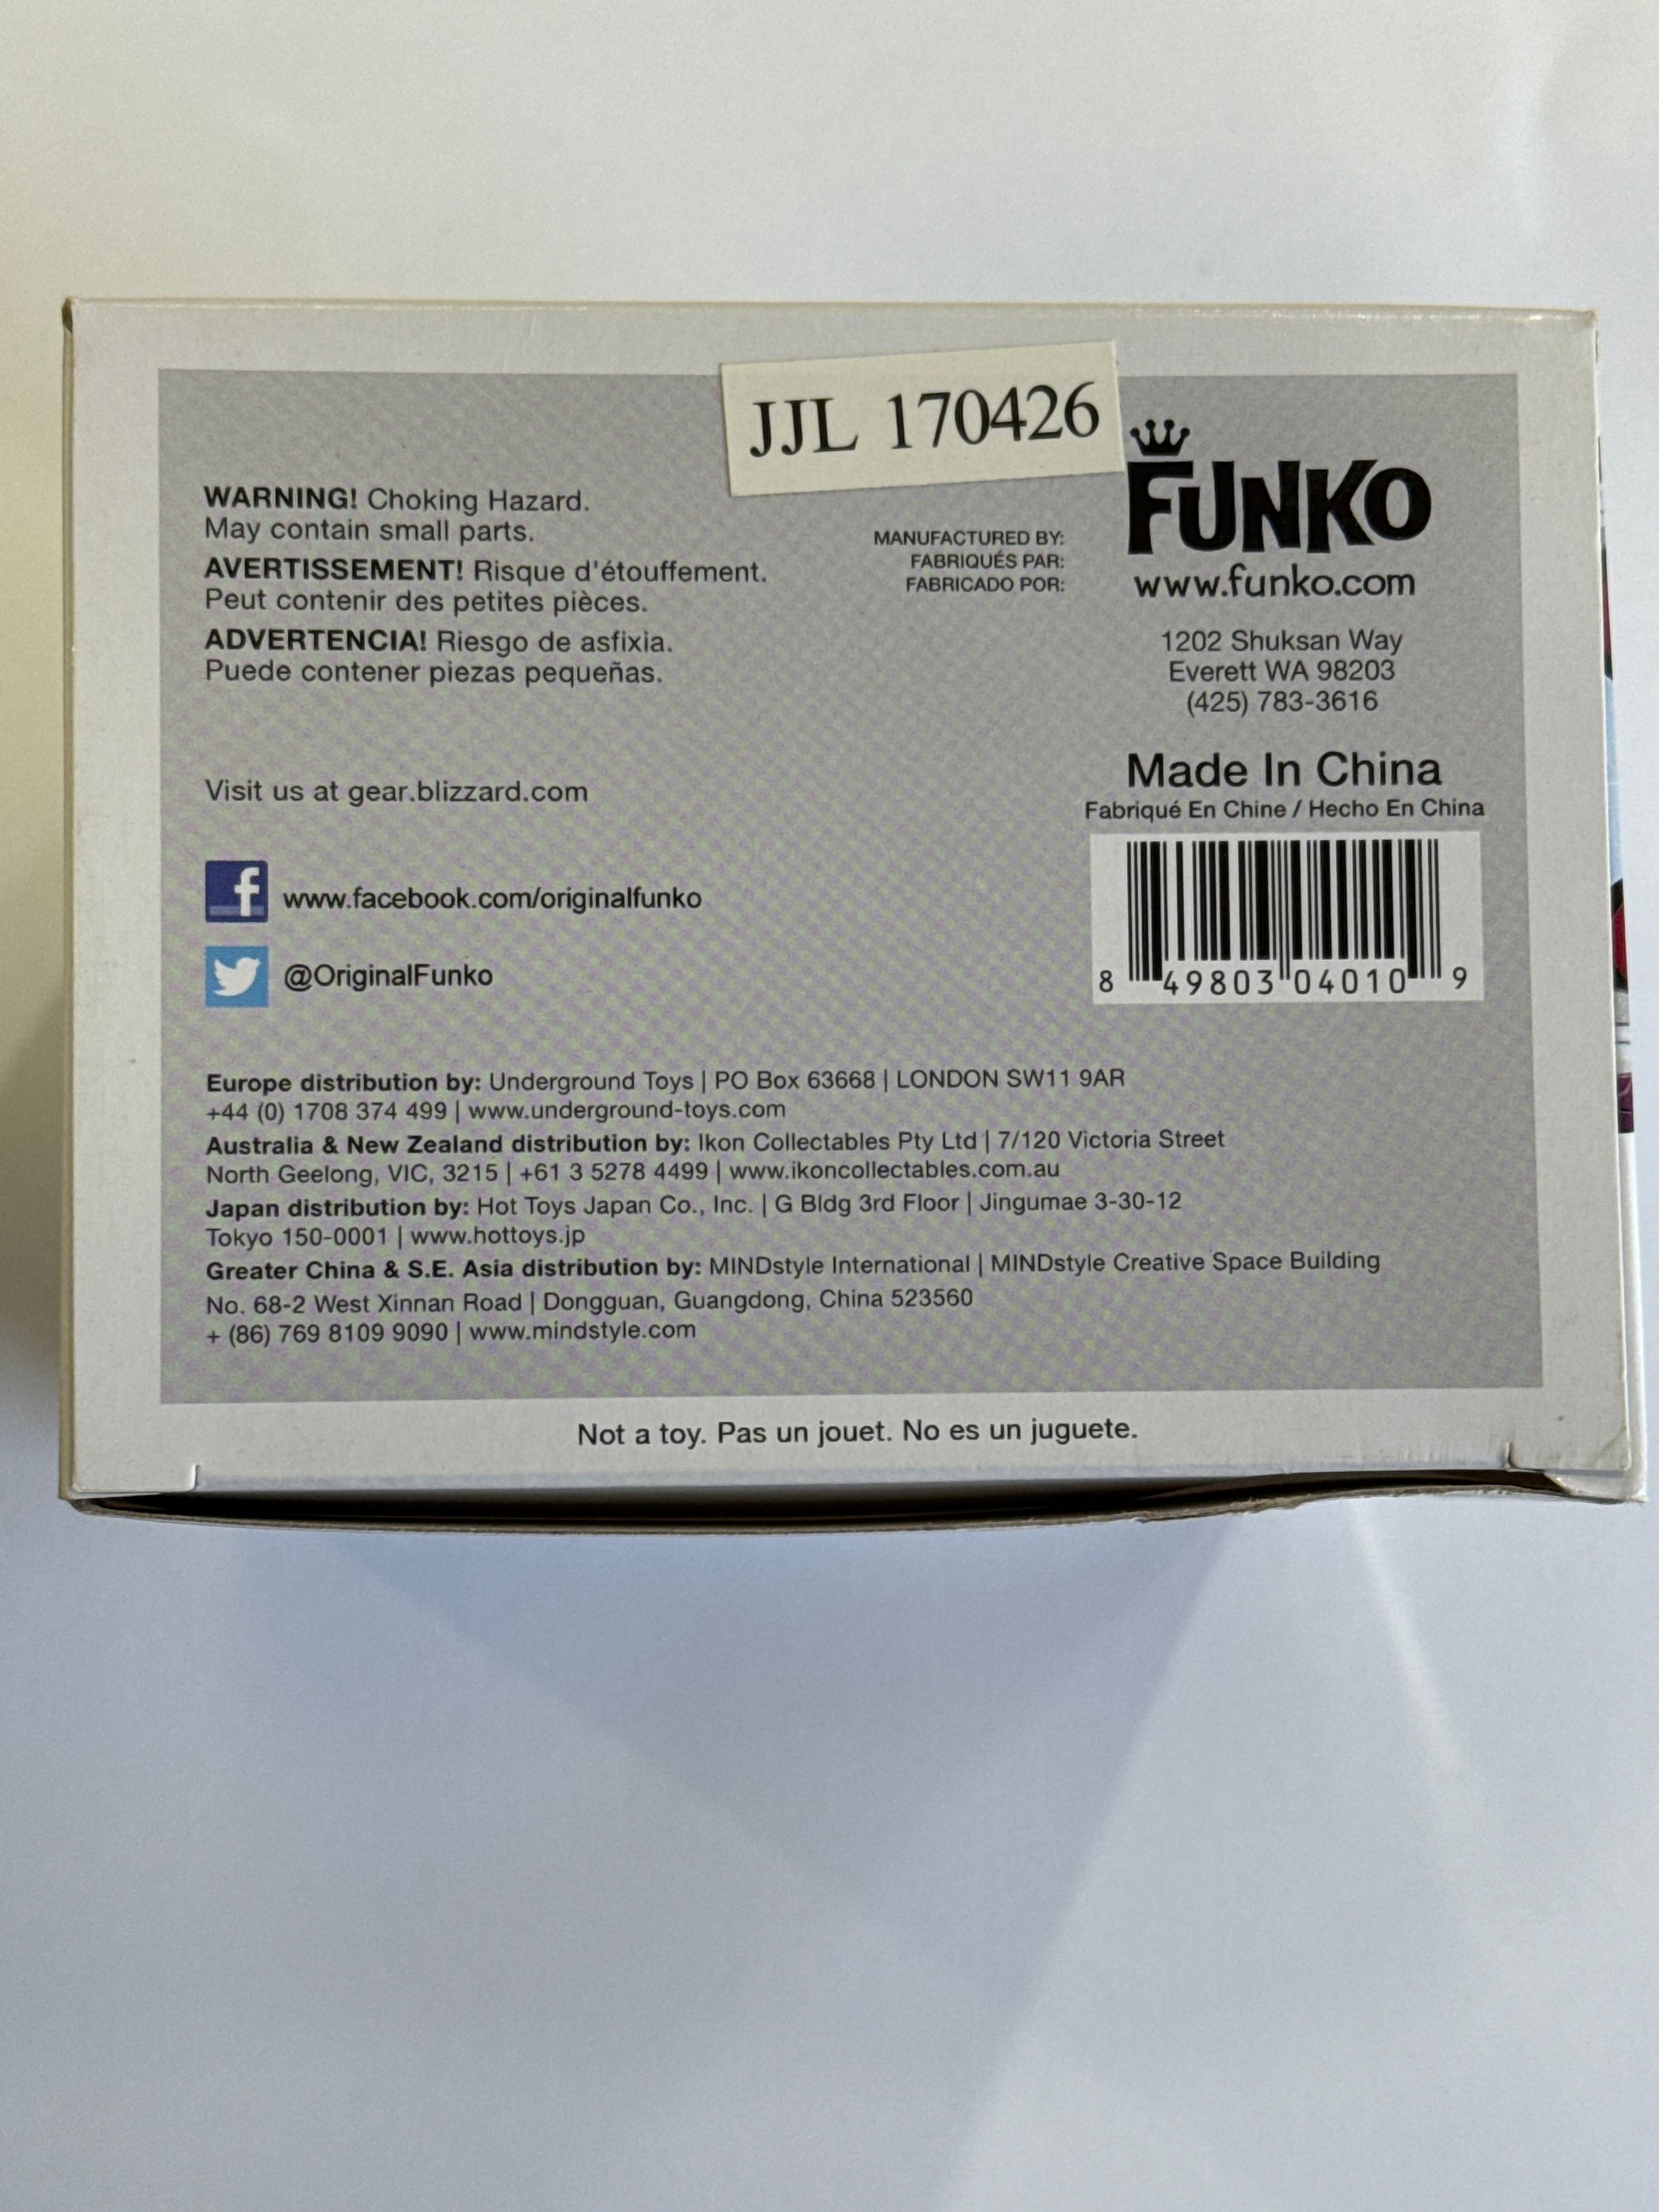 JJL 170426
WARNING! Choking Hazard.
May contain small parts.
AVERTISSEMENT! Risque d'étouffement.
Peut contenir des petites pièces.
ADVERTENCIA! Riesgo de asfixia.
Puede contener piezas pequeñas.
MANUFACTURED BY:
FABRIQUÉS PAR:
FABRICADO POR:
FUNKO
www.funko.com
1202 Shuksan Way
Everett WA 98203
(425) 783-3616
Made In China
Fabriqué En Chine / Hecho En China
8 49803 04010 9
Visit us at gear.blizzard.com
f www.facebook.com/originalfunko
@OriginalFunko
Europe distribution by: Underground Toys | PO Box 63668 | LONDON SW11 9AR
+44 (0) 1708 374 499 | www.underground-toys.com
Australia & New Zealand distribution by: Ikon Collectables Pty Ltd | 7/120 Victoria Street
North Geelong, VIC, 3215 | +61 3 5278 4499 | www.ikoncollectables.com.au
Japan distribution by: Hot Toys Japan Co., Inc. | G Bldg 3rd Floor | Jingumae 3-30-12
Tokyo 150-0001 | www.hottoys.jp
Greater China & S.E. Asia distribution by: MINDstyle International | MINDstyle Creative Space Building
No. 68-2 West Xinnan Road | Dongguan, Guangdong, China 523560
+ (86) 769 8109 9090 | www.mindstyle.com
Not a toy. Pas un jouet. No es un juguete.